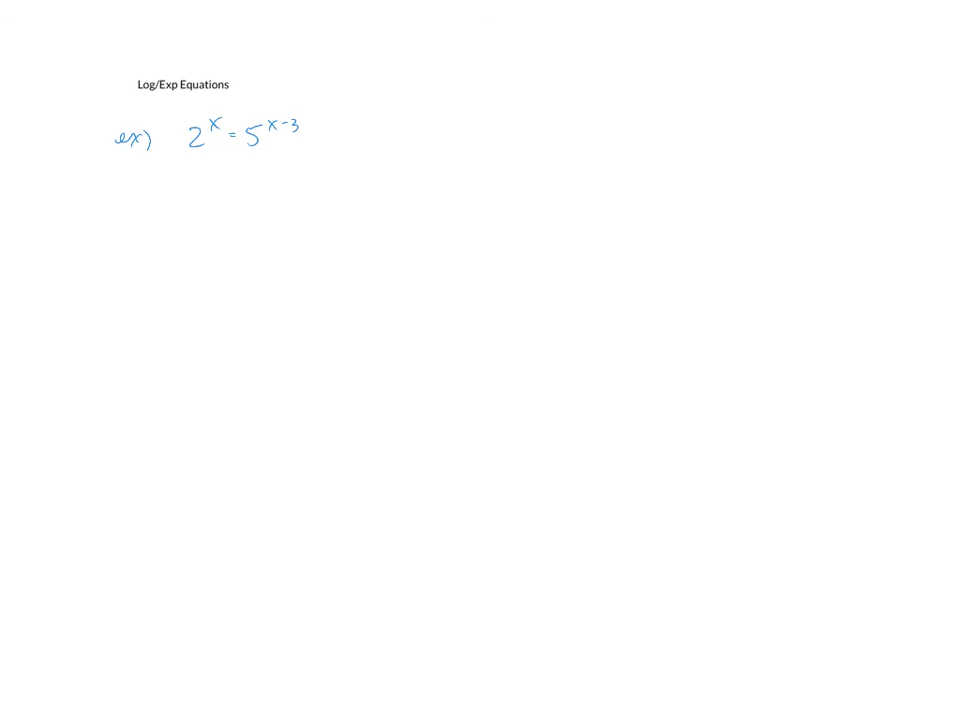 Log/Exp Equations
ex) 2^x = 5^(x-3)